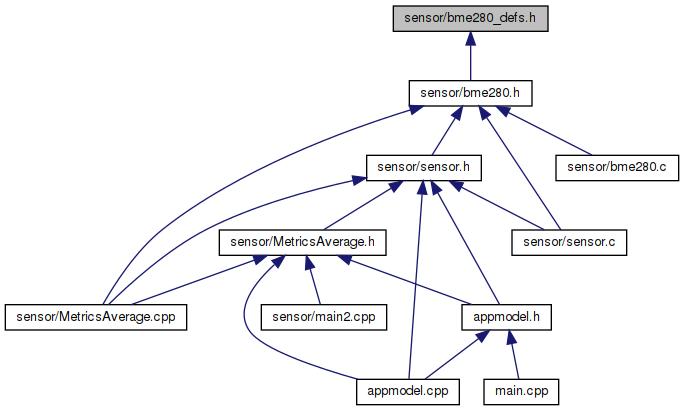 sensor/bme280_defs.h
sensor/bme280.h
sensor/sensor.h
sensor/bme280.c
sensor/MetricsAverage.h
sensor/sensor.c
sensor/MetricsAverage.cpp
sensor/main2.cpp
appmodel.h
appmodel.cpp
main.cpp